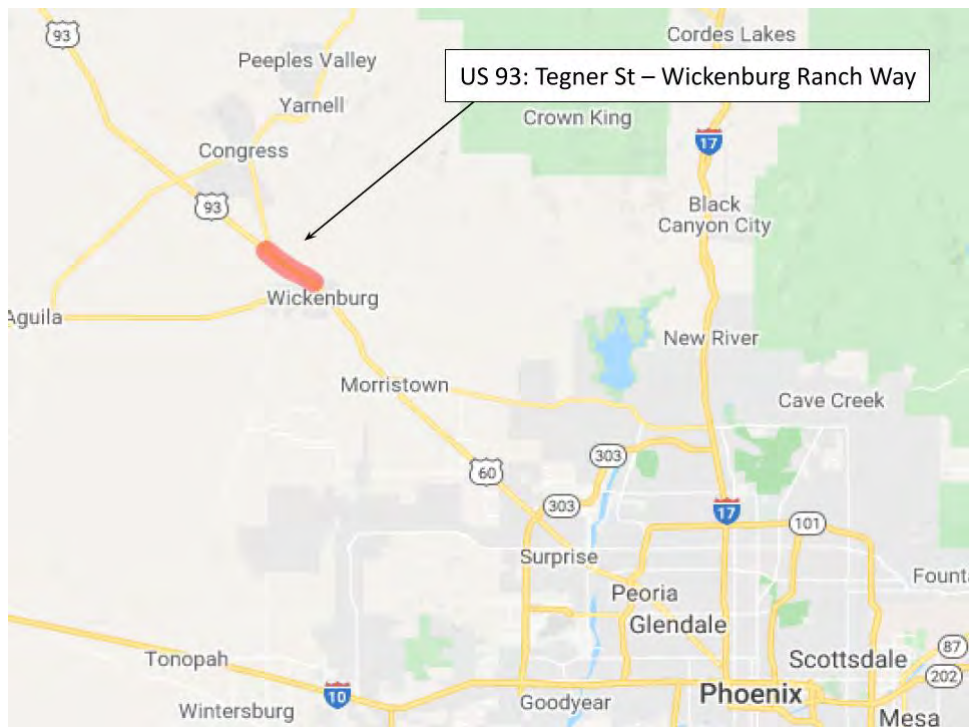 93
Cordes Lakes
Peeples Valley
US 93: Tegner St – Wickenburg Ranch Way
Yarnell
Crown King
17
Congress
93
Black
Canyon City
Wickenburg
Aguila
New River
Morristown
Cave Creek
303
60
303
17
101
Surprise
Fount
Peoria
Glendale
87
Tonopah
Scottsdale
202
10
Goodyear
Phoenix
Wintersburg
Mesa